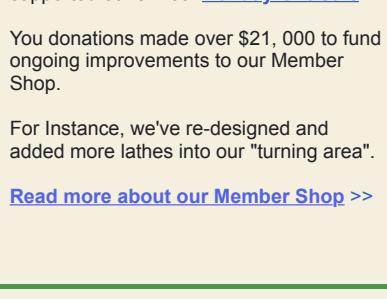 You donations made over $21, 000 to fund
ongoing improvements to our Member
Shop.
For Instance, we've re-designed and
added more lathes into our "turning area".
Read more about our Member Shop >>